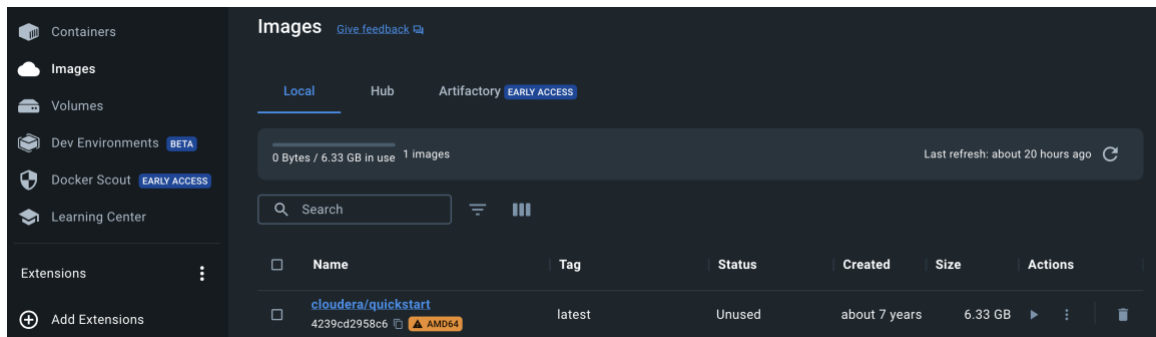 Containers
Images
Volumes
Dev Environments BETA
Docker Scout EARLY ACCESS
Learning Center
Extensions
Add Extensions
Images Give feedback
Local Hub Artifactory EARLY ACCESS
0 Bytes / 6.33 GB in use 1 images Last refresh: about 20 hours ago
Search
Name Tag Status Created Size Actions
cloudera/quickstart latest Unused about 7 years 6.33 GB
4239cd2958c6 AMD64